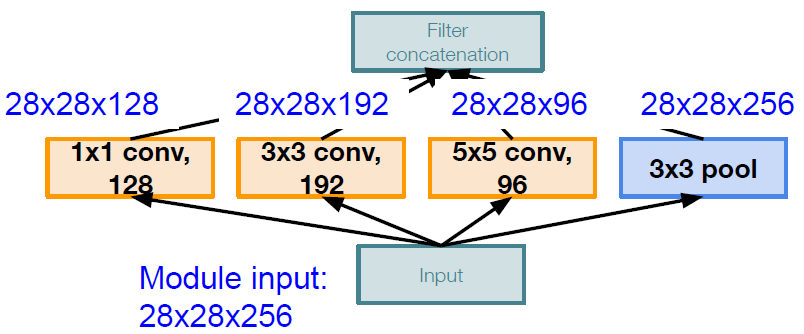 Filter
concatenation
28x28x128
28x28x192
28x28x96
28x28x256
1x1 conv,
128
3x3 conv,
192
5x5 conv,
96
3x3 pool
Input
Module input:
28x28x256